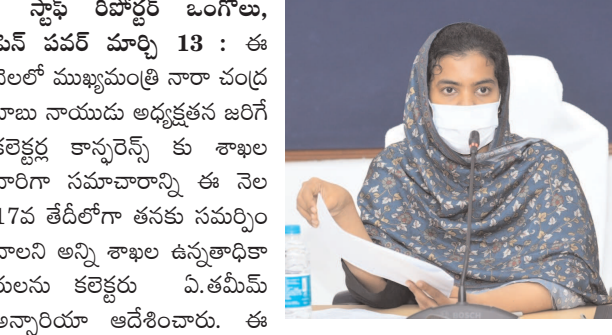 స్టాఫ్ రిపోర్టర్ ఒంగోలు,
పెన్ పవర్ మార్చి 13 : ఈ
నెలలో ముఖ్యమంత్రి నారా చంద్ర
బాబు నాయుడు అధ్యక్షతన జరిగే
కలెక్టర్ల కాన్ఫరెన్స్ కు శాఖల
వారిగా సమాచారాన్ని ఈ నెల
17వ తేదీలోగా తనకు సమర్పిం
చాలని అన్ని శాఖల ఉన్నతాధికా
రులను కలెక్టరు ఏ.తమీమ్
అన్సారియా ఆదేశించారు. ఈ
BOSCH